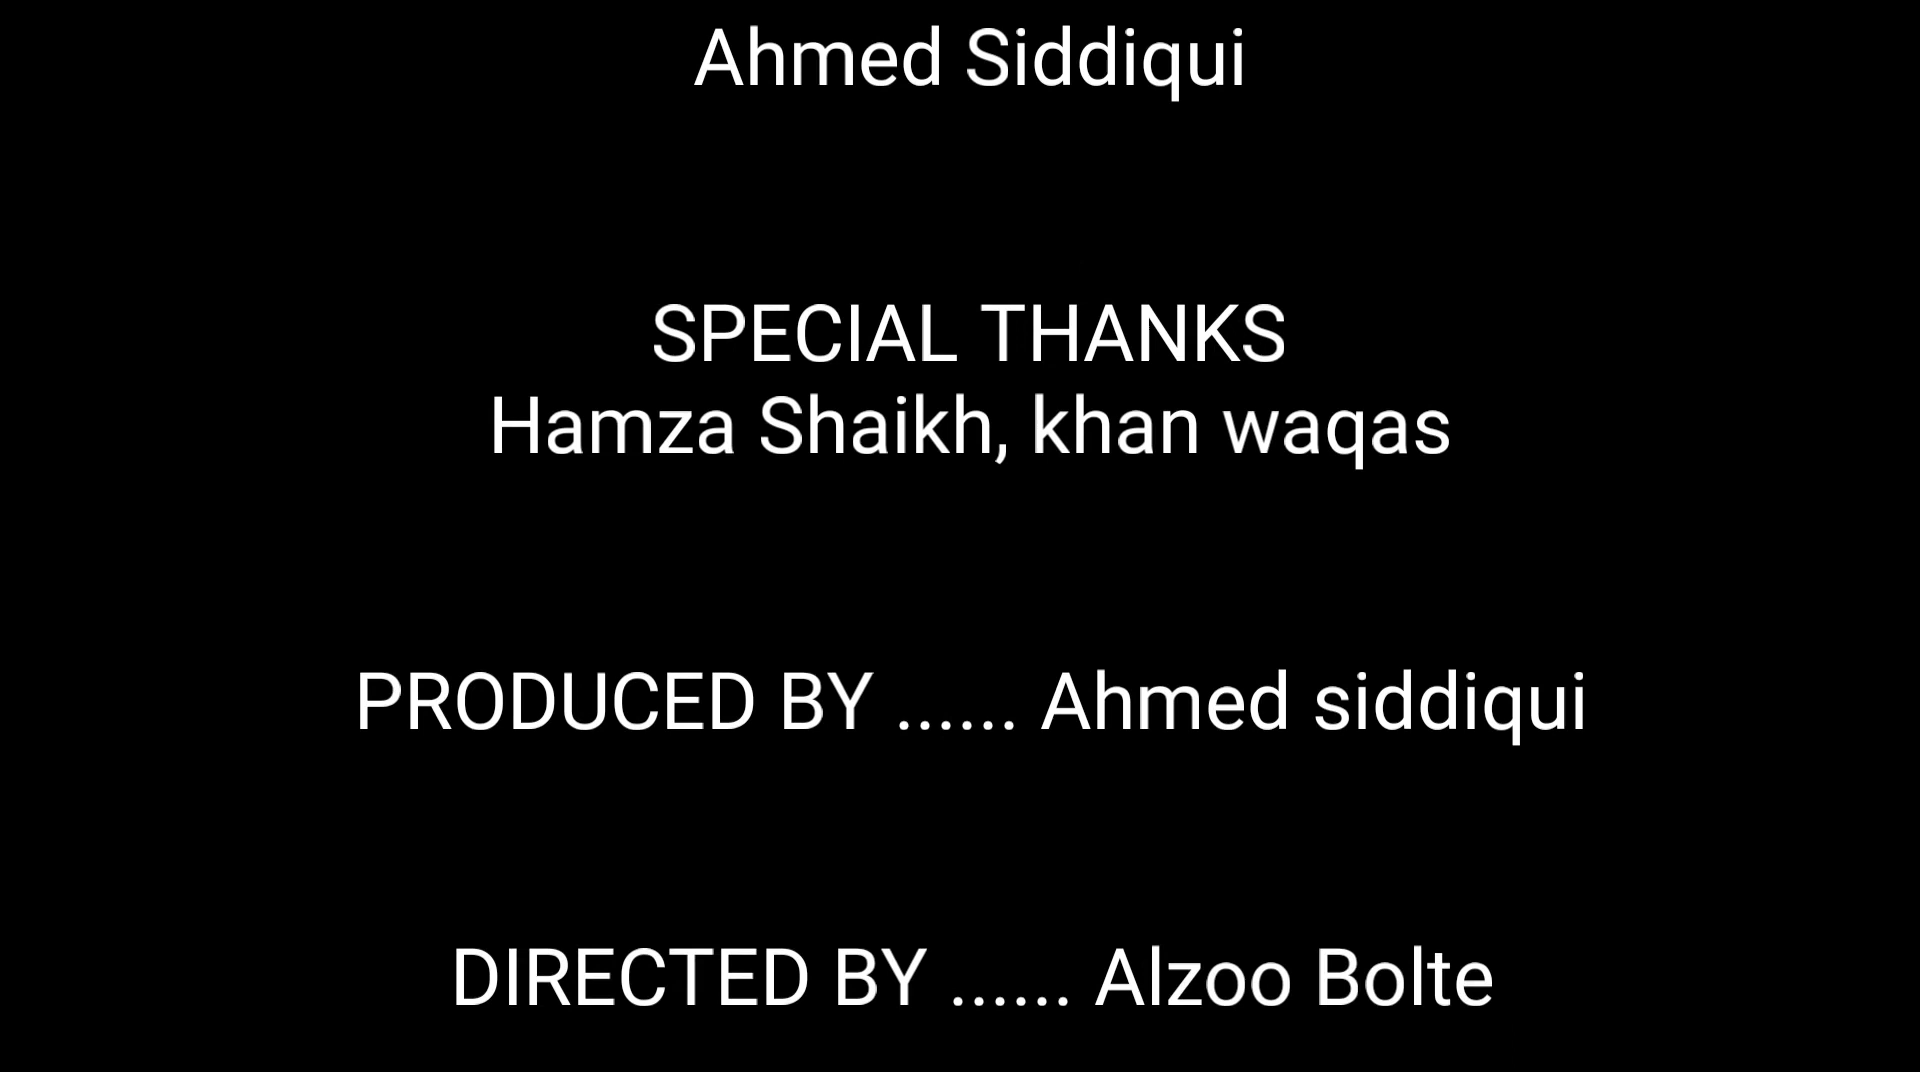 Ahmed Siddiqui
SPECIAL THANKS
Hamza Shaikh, khan waqas
PRODUCED BY ...... Ahmed siddiqui
DIRECTED BY ...... Alzoo Bolte